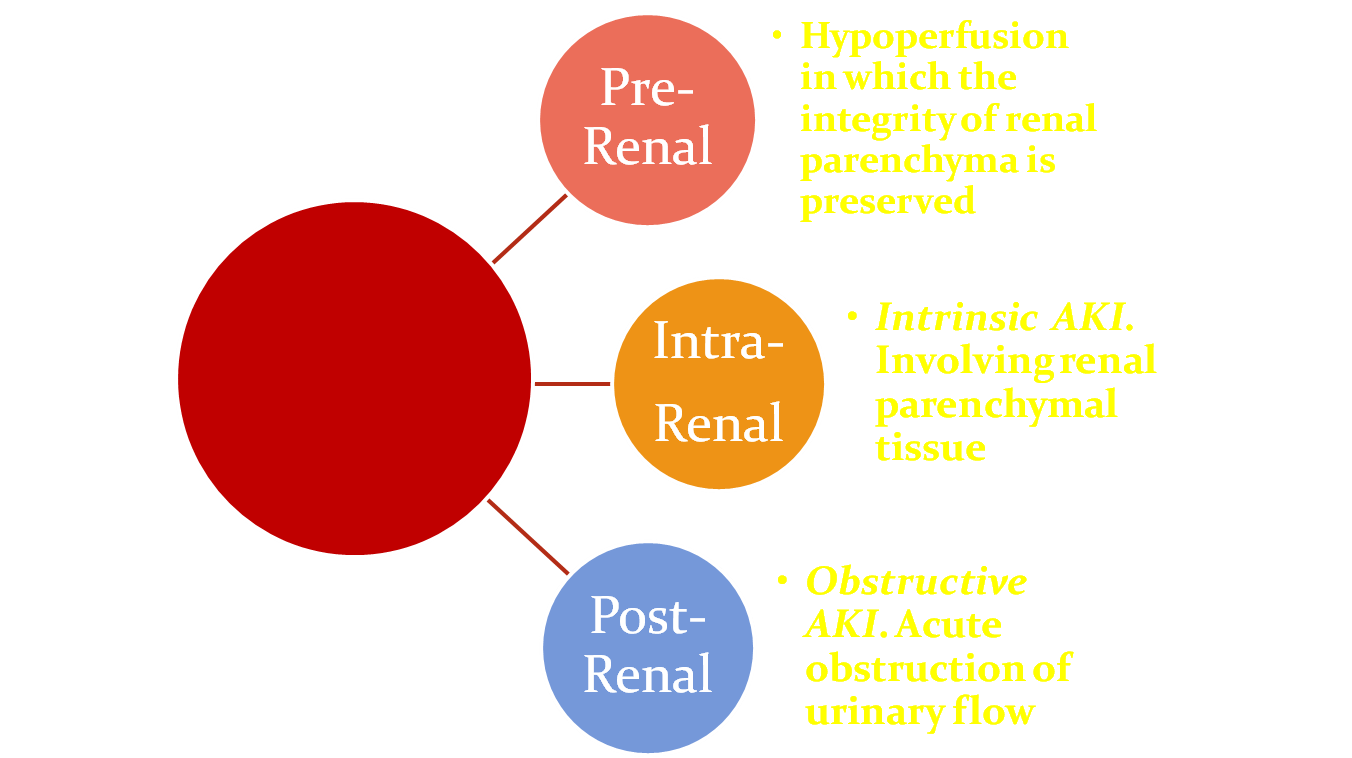 Pre-
Renal
• Hypoperfusion
in which the
integrity of renal
parenchyma is
preserved
Intra-
Renal
• Intrinsic AKI.
Involving renal
parenchymal
tissue
Post-
Renal
• Obstructive
AKI. Acute
obstruction of
urinary flow